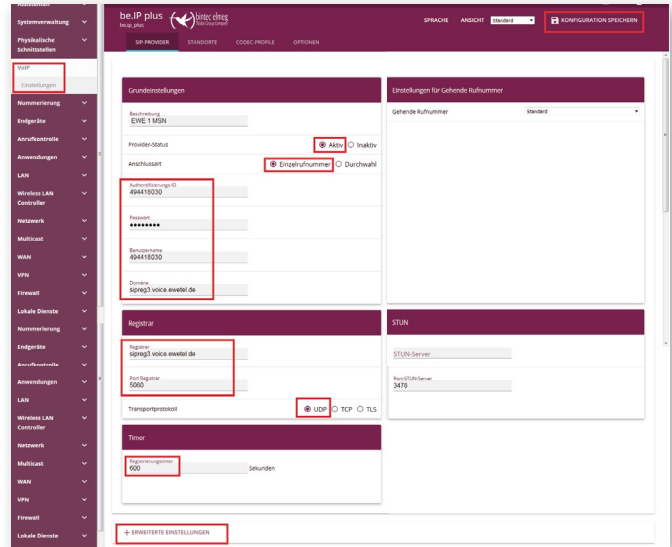 be.IP plus
be.ip_plus
bintec elmeg
SPRACHE
ANSICHT
Standard
KONFIGURATION SPEICHERN
SIP-PROVIDER
STANDORTE
CODEC-PROFILE
OPTIONEN
Assistenten
Systemverwaltung
Physikalische
Schnittstellen
VoIP
Einstellungen
Nummerierung
Endgeräte
Anrufkontrolle
Anwendungen
LAN
Wireless LAN
Controller
Netzwerk
Multicast
WAN
VPN
Firewall
Lokale Dienste
Nummerierung
Endgeräte
Anrufkontrolle
Anwendungen
LAN
Wireless LAN
Controller
Netzwerk
Multicast
WAN
VPN
Firewall
Lokale Dienste
Grundeinstellungen
Beschreibung
EWE 1 MSN
Provider-Status
Aktiv
Inaktiv
Anschlussart
Einzelrufnummer
Durchwahl
Authentifizierungs-ID
494418030
Passwort
Benutzername
494418030
Domäne
sipreg3.voice.ewetel.de
Einstellungen für Gehende Rufnummer
Gehende Rufnummer
Standard
Registrar
Registrar
sipreg3.voice.ewetel.de
Port Registrar
5060
Transportprotokoll
UDP
TCP
TLS
STUN
STUN-Server
Port STUN-Server
3478
Timer
Registrierungstimer
600
Sekunden
+ ERWEITERTE EINSTELLUNGEN